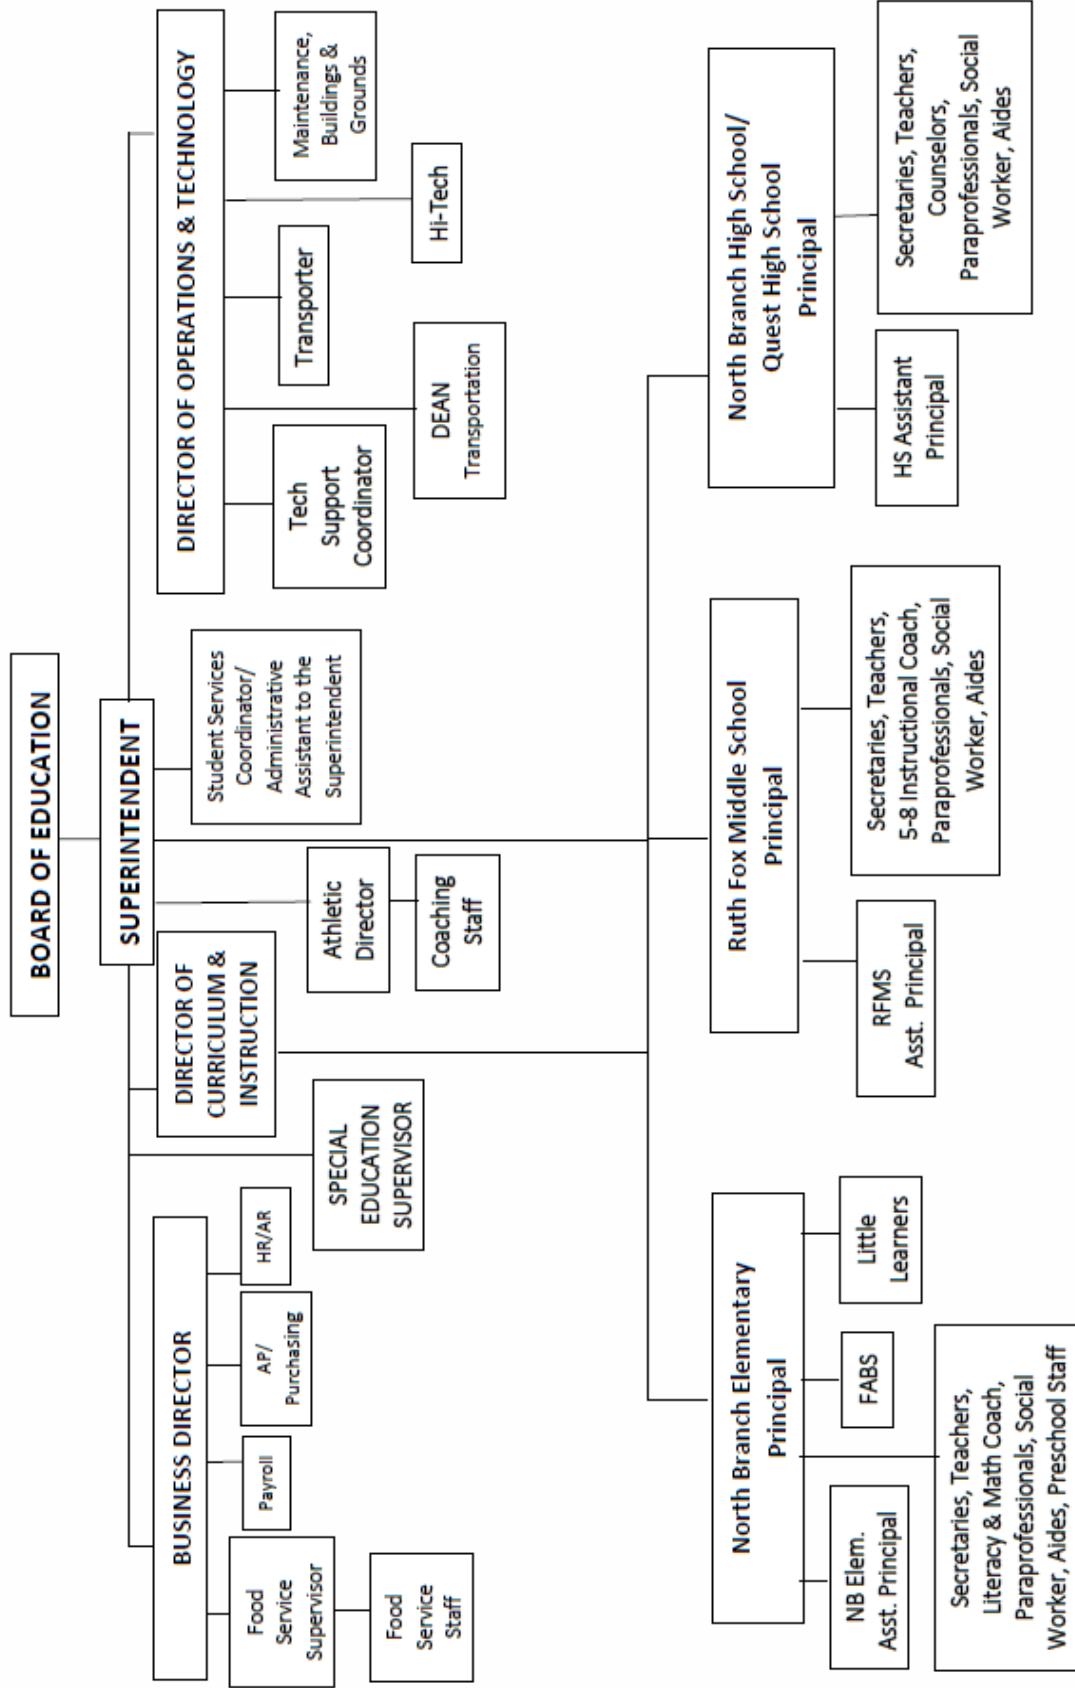 BOARD OF EDUCATION
SUPERINTENDENT
BUSINESS DIRECTOR
Food
Service
Supervisor
Food
Service
Staff
Payroll
AP/
Purchasing
HR/AR
SPECIAL
EDUCATION
SUPERVISOR
DIRECTOR OF
CURRICULUM &
INSTRUCTION
Athletic
Director
Coaching
Staff
Student Services
Coordinator/
Administrative
Assistant to the
Superintendent
DIRECTOR OF OPERATIONS & TECHNOLOGY
Tech
Support
Coordinator
DEAN
Transportation
Transporter
Hi-Tech
Maintenance,
Buildings &
Grounds
North Branch Elementary
Principal
NB Elem.
Asst. Principal
Secretaries, Teachers,
Literacy & Math Coach,
Paraprofessionals, Social
Worker, Aides, Preschool Staff
FABS
Little
Learners
Ruth Fox Middle School
Principal
RFMS
Asst. Principal
Secretaries, Teachers,
5-8 Instructional Coach,
Paraprofessionals, Social
Worker, Aides
North Branch High School/
Quest High School
Principal
HS Assistant
Principal
Secretaries, Teachers,
Counselors,
Paraprofessionals, Social
Worker, Aides